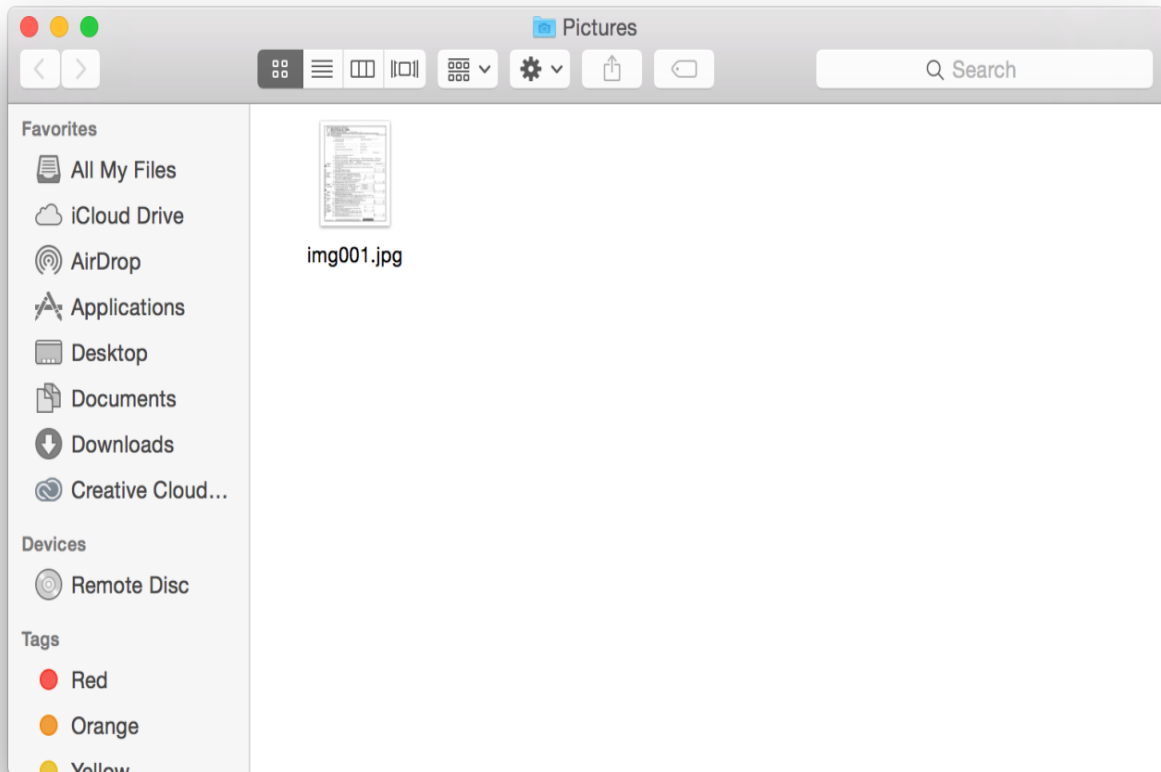 Pictures
Search
Favorites
All My Files
iCloud Drive
AirDrop
Applications
Desktop
Documents
Downloads
Creative Cloud...
Devices
Remote Disc
Tags
Red
Orange
Yellow
img001.jpg